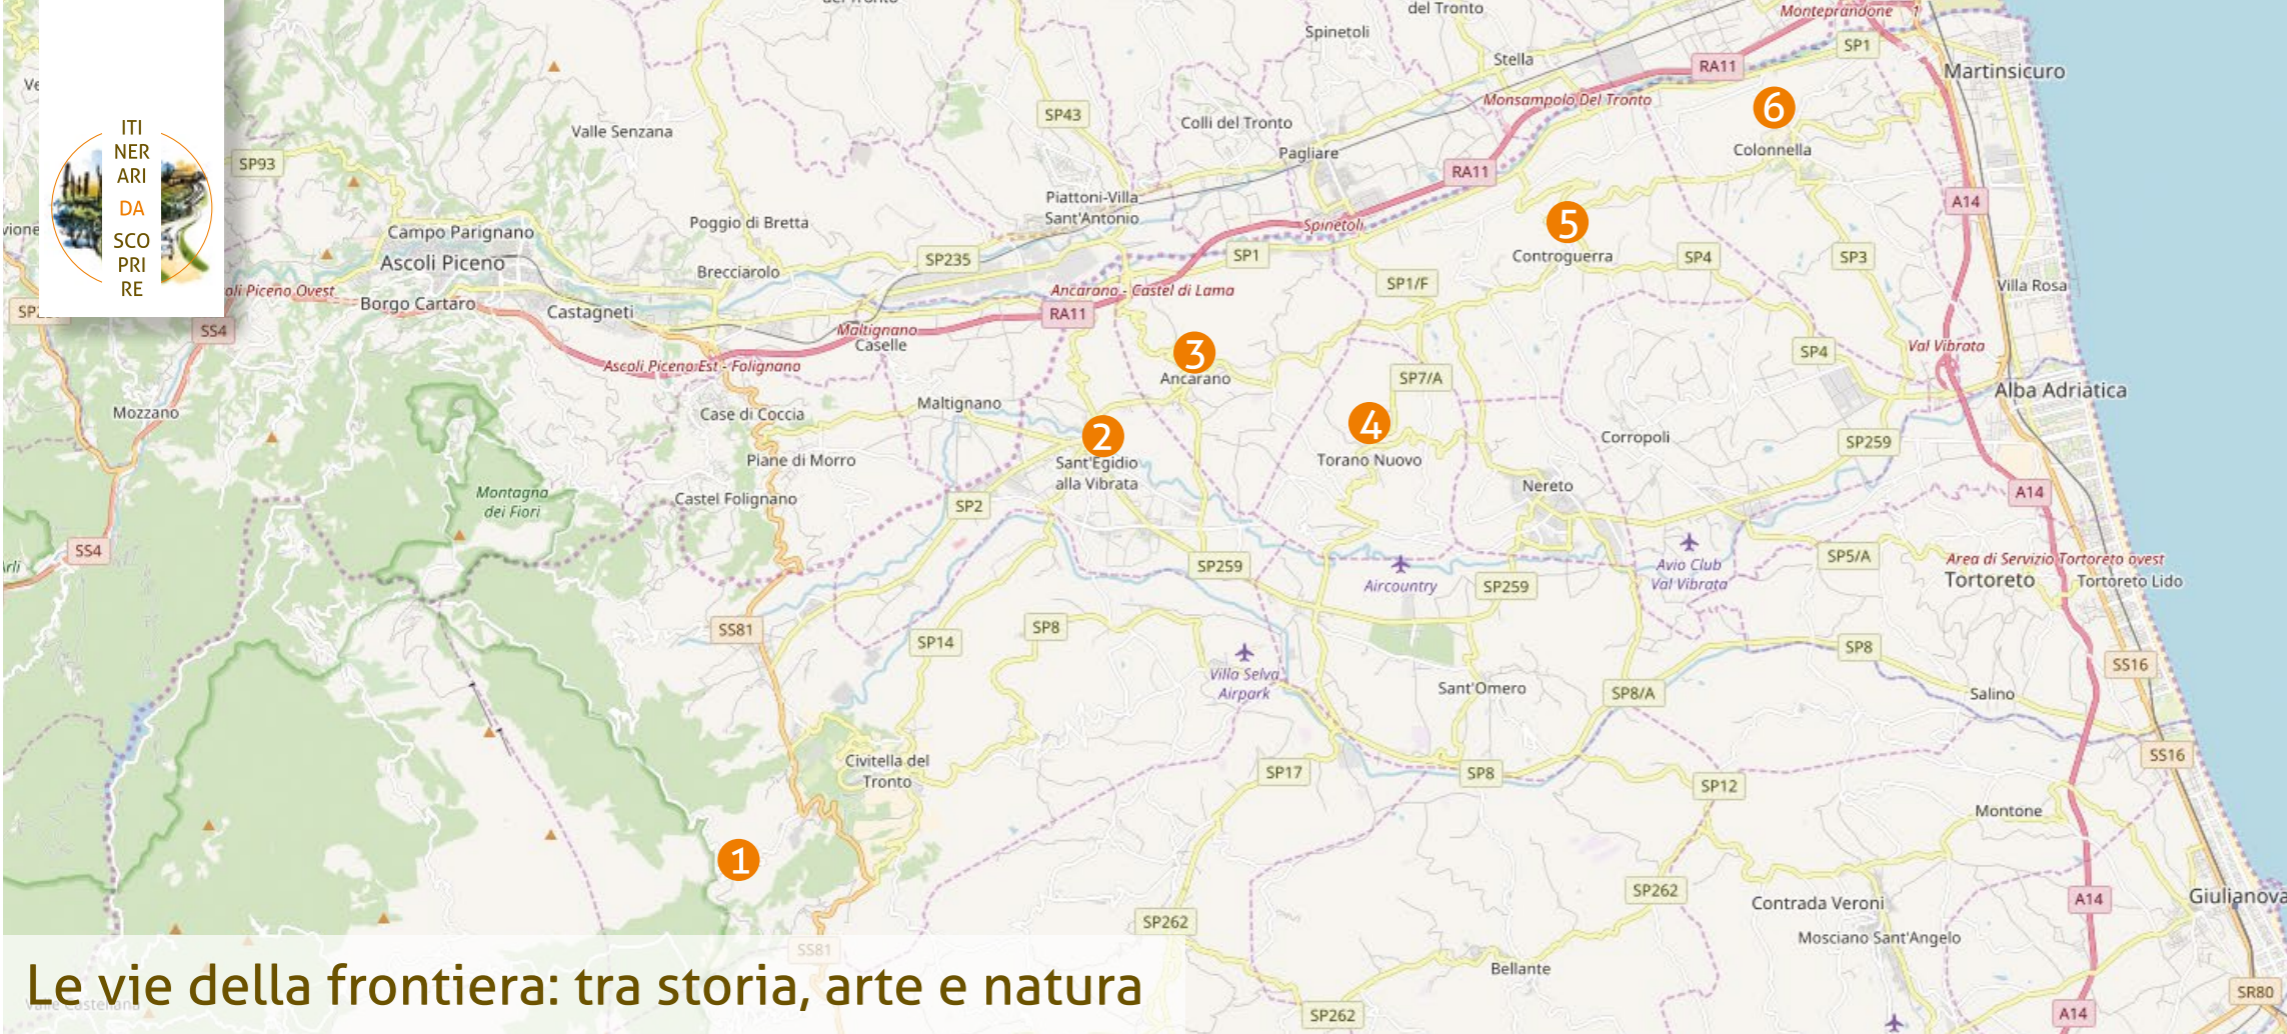 del Tronto
Monteprandone
1
Spinetoli
SP1
Stella
RA11
Martinsicuro
Monsampolo Del Tronto
6
SP43
Colli del Tronto
Valle Senzana
ITI
NER
ARI
DA
SCO
PRI
RE
Colonnella
Pagliare
SP93
RA11
Piattoni-Villa
Sant'Antonio
A14
Poggio di Bretta
Campo Parignano
5
Spinetoli
Ascoli Piceno
SP235
SP1
Controguerra
SP4
SP3
Brecciarolo
SP1/F
Villa Rosa
Ancarano - Castel di Lama
Borgo Cartaro
Castagneti
RA11
SS4
Maltignano
Caselle
3
SP4
Val Vibrata
Ascoli Piceno Est - Folignano
Ancarano
SP7/A
Alba Adriatica
Mozzano
Case di Coccia
Maltignano
4
2
Corropoli
SP259
Piane di Morro
Sant'Egidio
alla Vibrata
Torano Nuovo
Nereto
A14
Montagna
dei Fiori
Castel Folignano
SP2
SS4
SP259
Aircountry
SP259
Avio Club
Val Vibrata
SP5/A
Area di Servizio Tortoreto ovest
Tortoreto
Tortoreto Lido
SS81
SP14
SP8
SP8
SS16
Villa Selva
Airpark
Sant'Omero
SP8/A
Salino
Civitella del
Tronto
SP17
SP8
SP12
SS16
Montone
1
SP262
SP262
Contrada Veroni
A14
Giulianova
Mosciano Sant'Angelo
SS81
Bellante
Le vie della frontiera: tra storia, arte e natura
SR80
SP262
A14